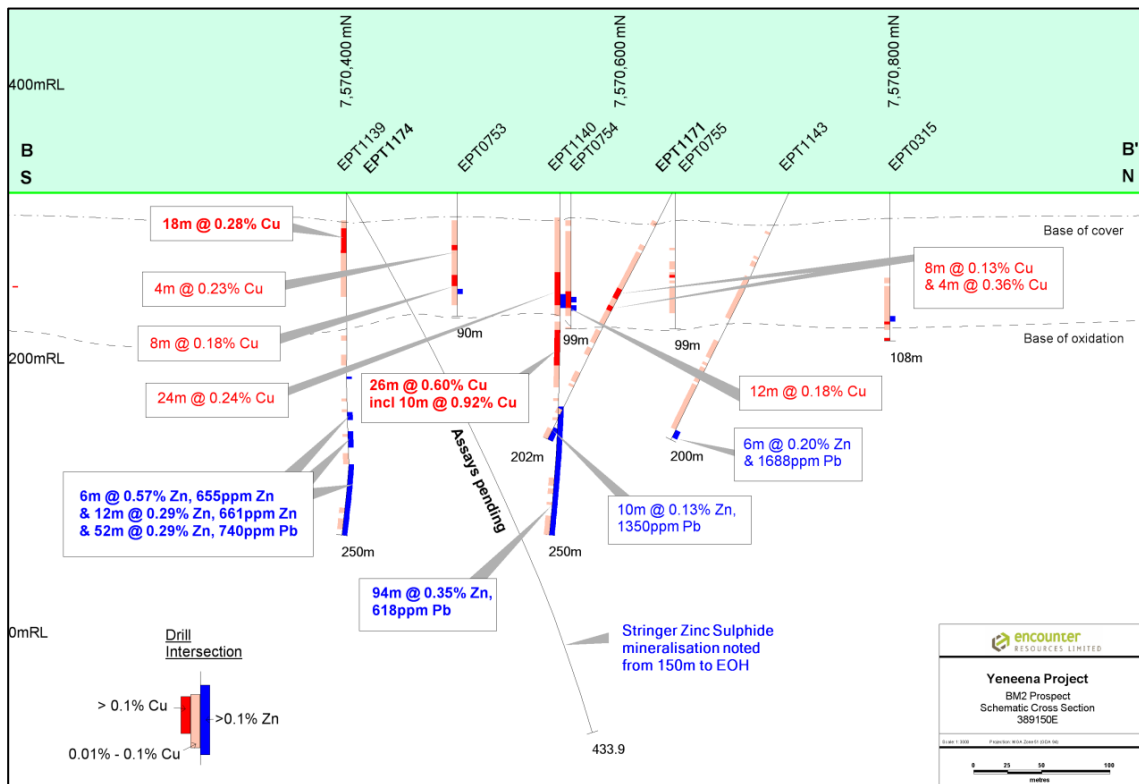 400mRL
7,570,400 mN
7,570,600 mN
7,570,800 mN
B
S
EPT1139
EPT1174
EPT0753
EPT1140
EPT0754
EPT1171
EPT0755
EPT1143
EPT0315
B'
N
18m @ 0.28% Cu
Base of cover
4m @ 0.23% Cu
8m @ 0.13% Cu
& 4m @ 0.36% Cu
8m @ 0.18% Cu
90m
99m
99m
108m
Base of oxidation
200mRL
24m @ 0.24% Cu
26m @ 0.60% Cu
incl 10m @ 0.92% Cu
12m @ 0.18% Cu
Assays pending
202m
200m
6m @ 0.20% Zn
& 1688ppm Pb
6m @ 0.57% Zn, 655ppm Zn
& 12m @ 0.29% Zn, 661ppm Zn
& 52m @ 0.29% Zn, 740ppm Pb
10m @ 0.13% Zn,
1350ppm Pb
250m
250m
94m @ 0.35% Zn,
618ppm Pb
0mRL
Stringer Zinc Sulphide
mineralisation noted
from 150m to EOH
433.9
Drill
Intersection
> 0.1% Cu
>0.1% Zn
0.01% - 0.1% Cu
encounter
RESOURCES LIMITED
Yeneena Project
BM2 Prospect
Schematic Cross Section
389150E
0 25 50 100
metres